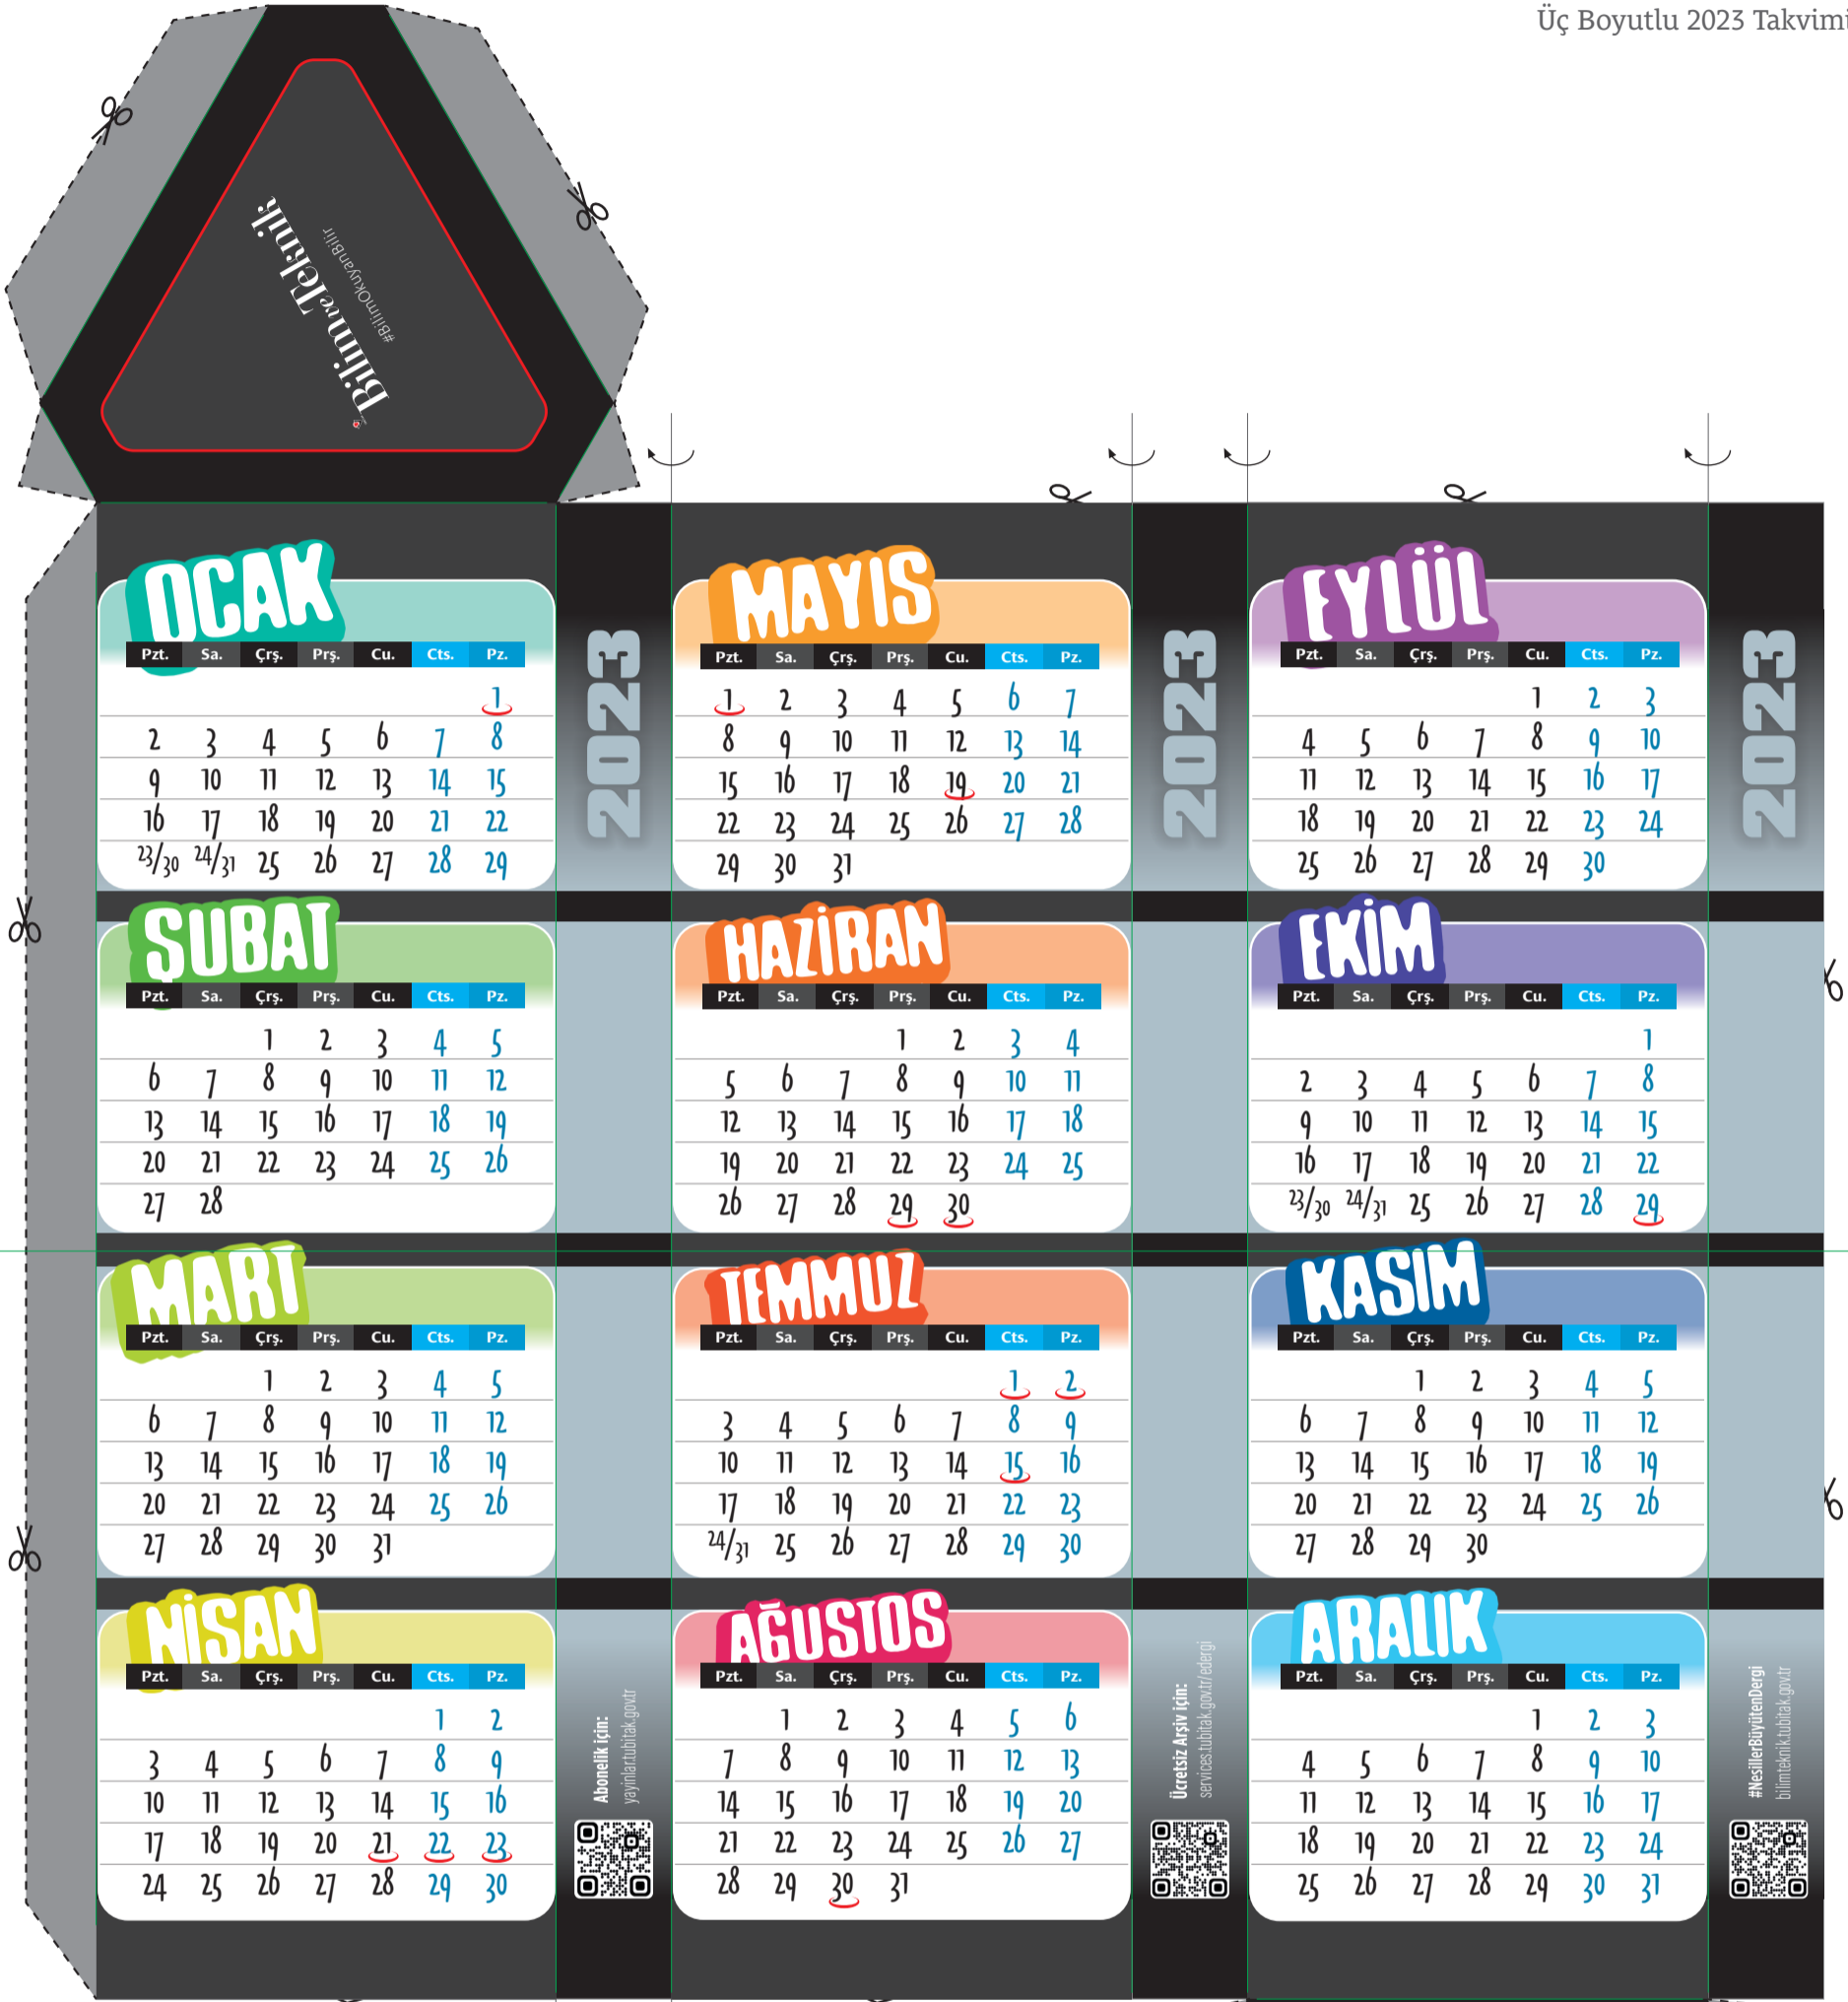 Üç Boyutlu 2023 Takvimi
Bilim ve Teknik
#BilimOkuyanBilir
OCAK
Pzt. Sa. Çrş. Prş. Cu. Cts. Pz.
1
2 3 4 5 6 7 8
9 10 11 12 13 14 15
16 17 18 19 20 21 22
23/30 24/31 25 26 27 28 29
ŞUBAT
Pzt. Sa. Çrş. Prş. Cu. Cts. Pz.
1 2 3 4 5
6 7 8 9 10 11 12
13 14 15 16 17 18 19
20 21 22 23 24 25 26
27 28
MART
Pzt. Sa. Çrş. Prş. Cu. Cts. Pz.
1 2 3 4 5
6 7 8 9 10 11 12
13 14 15 16 17 18 19
20 21 22 23 24 25 26
27 28 29 30 31
NİSAN
Pzt. Sa. Çrş. Prş. Cu. Cts. Pz.
1 2
3 4 5 6 7 8 9
10 11 12 13 14 15 16
17 18 19 20 21 22 23
24 25 26 27 28 29 30
2023
Abonelik için:
yayinlar.tubitak.gov.tr
MAYIS
Pzt. Sa. Çrş. Prş. Cu. Cts. Pz.
1 2 3 4 5 6 7
8 9 10 11 12 13 14
15 16 17 18 19 20 21
22 23 24 25 26 27 28
29 30 31
HAZİRAN
Pzt. Sa. Çrş. Prş. Cu. Cts. Pz.
1 2 3 4
5 6 7 8 9 10 11
12 13 14 15 16 17 18
19 20 21 22 23 24 25
26 27 28 29 30
TEMMUZ
Pzt. Sa. Çrş. Prş. Cu. Cts. Pz.
1 2
3 4 5 6 7 8 9
10 11 12 13 14 15 16
17 18 19 20 21 22 23
24/31 25 26 27 28 29 30
AĞUSTOS
Pzt. Sa. Çrş. Prş. Cu. Cts. Pz.
1 2 3 4 5 6
7 8 9 10 11 12 13
14 15 16 17 18 19 20
21 22 23 24 25 26 27
28 29 30 31
2023
Ücretsiz Arşiv için:
services.tubitak.gov.tr/edergi
EYLÜL
Pzt. Sa. Çrş. Prş. Cu. Cts. Pz.
1 2 3
4 5 6 7 8 9 10
11 12 13 14 15 16 17
18 19 20 21 22 23 24
25 26 27 28 29 30
EKİM
Pzt. Sa. Çrş. Prş. Cu. Cts. Pz.
1
2 3 4 5 6 7 8
9 10 11 12 13 14 15
16 17 18 19 20 21 22
23/30 24/31 25 26 27 28 29
KASIM
Pzt. Sa. Çrş. Prş. Cu. Cts. Pz.
1 2 3 4 5
6 7 8 9 10 11 12
13 14 15 16 17 18 19
20 21 22 23 24 25 26
27 28 29 30
ARALIK
Pzt. Sa. Çrş. Prş. Cu. Cts. Pz.
1 2 3
4 5 6 7 8 9 10
11 12 13 14 15 16 17
18 19 20 21 22 23 24
25 26 27 28 29 30 31
2023
#NesilleriBüyütenDergi
bilimteknik.tubitak.gov.tr